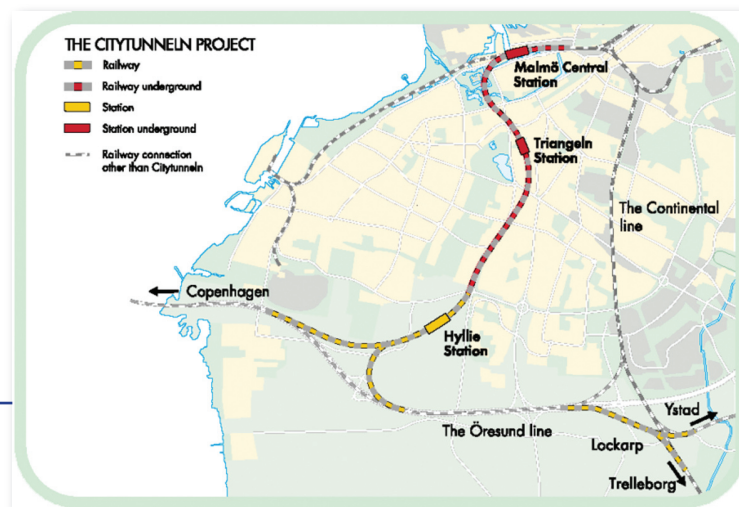 THE CITYTUNNELN PROJECT
Railway
Railway underground
Station
Station underground
Railway connection
other than Citytunneln
Malmö Central
Station
Triangeln
Station
The Continental
line
Copenhagen
Hyllie
Station
Ystad
The Öresund line
Lockarp
Trelleborg